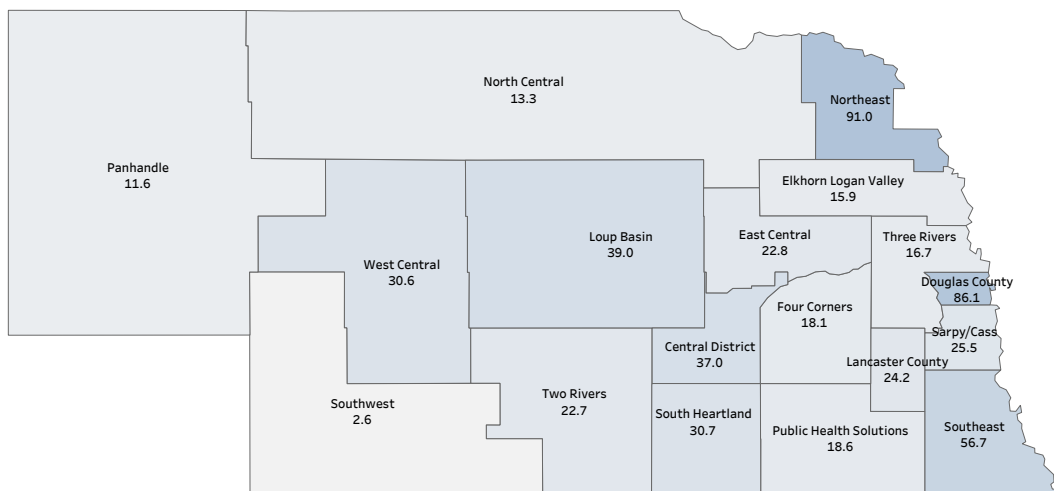 North Central
13.3
Northeast
91.0
Panhandle
11.6
Elkhorn Logan Valley
15.9
Loup Basin
39.0
East Central
22.8
Three Rivers
16.7
West Central
30.6
Douglas County
86.1
Four Corners
18.1
Sarpy/Cass
25.5
Central District
37.0
Lancaster County
24.2
Two Rivers
22.7
Southwest
2.6
South Heartland
30.7
Public Health Solutions
18.6
Southeast
56.7